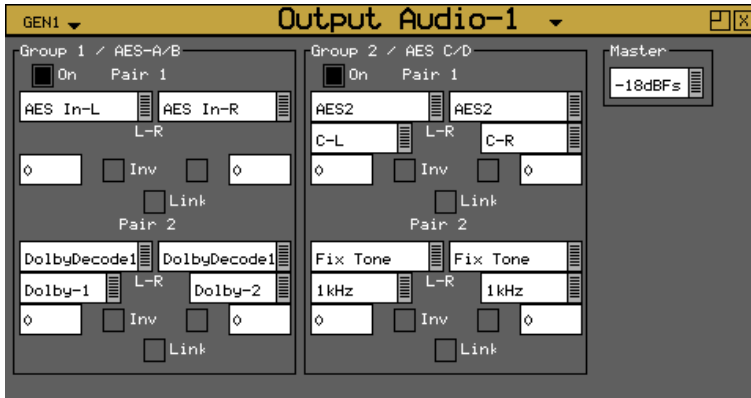 GEN1 Output Audio-1
Group 1 / AES-A/B
On Pair 1
AES In-L AES In-R
L-R
0 Inv 0
Link
Pair 2
DolbyDecode1 DolbyDecode1
Dolby-1 L-R Dolby-2
0 Inv 0
Link
Group 2 / AES C/D
On Pair 1
AES2 AES2
C-L L-R C-R
0 Inv 0
Link
Pair 2
Fix Tone Fix Tone
1kHz L-R 1kHz
0 Inv 0
Link
Master
-18dBFs